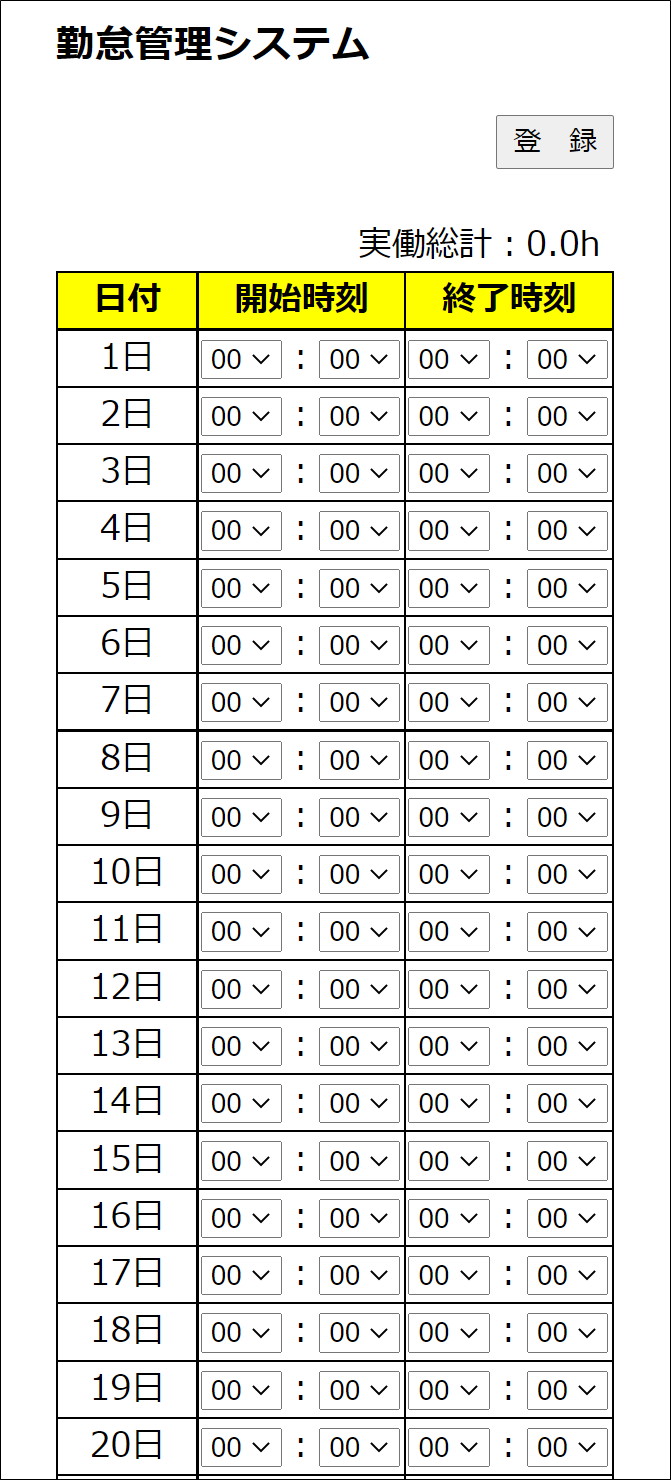 勤怠管理システム
登　録
実働総計：0.0h
日付 開始時刻 終了時刻
1日 00 : 00 00 : 00
2日 00 : 00 00 : 00
3日 00 : 00 00 : 00
4日 00 : 00 00 : 00
5日 00 : 00 00 : 00
6日 00 : 00 00 : 00
7日 00 : 00 00 : 00
8日 00 : 00 00 : 00
9日 00 : 00 00 : 00
10日 00 : 00 00 : 00
11日 00 : 00 00 : 00
12日 00 : 00 00 : 00
13日 00 : 00 00 : 00
14日 00 : 00 00 : 00
15日 00 : 00 00 : 00
16日 00 : 00 00 : 00
17日 00 : 00 00 : 00
18日 00 : 00 00 : 00
19日 00 : 00 00 : 00
20日 00 : 00 00 : 00